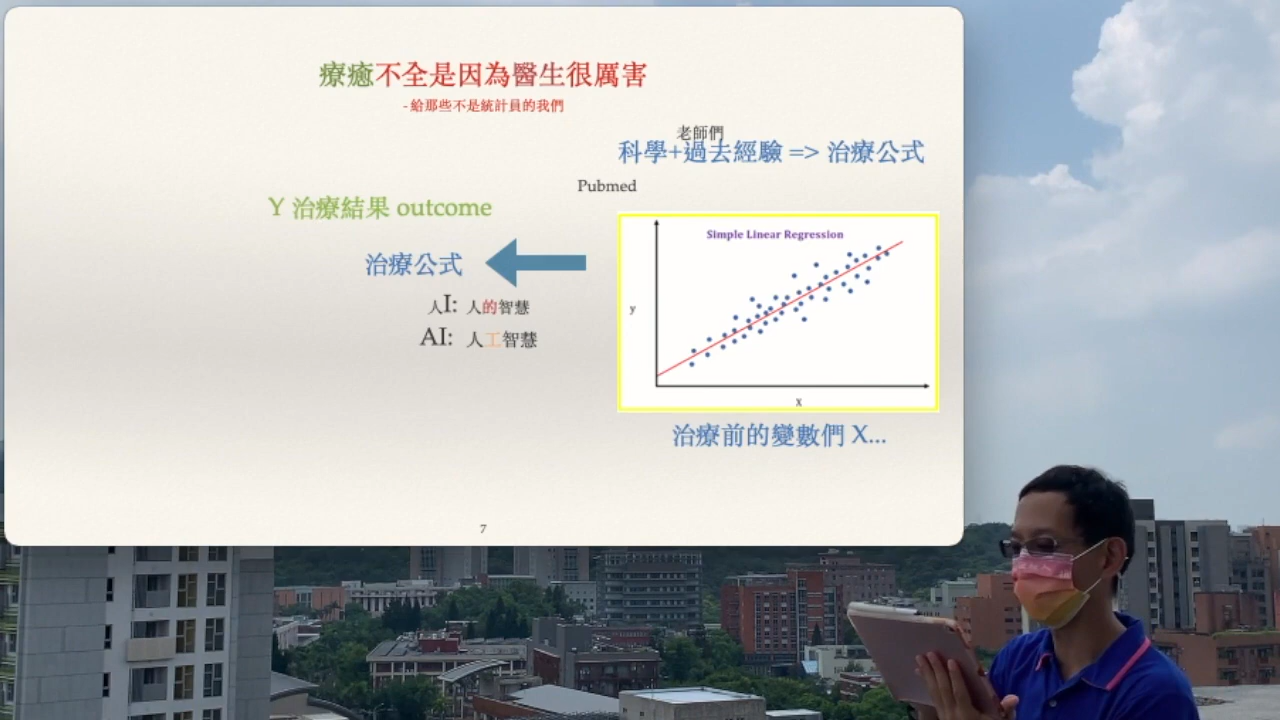 療癒不全是因為醫生很厲害
-給那些不是統計員的我們
老師們
科學+過去經驗 => 治療公式
Pubmed
Y 治療結果 outcome
治療公式
人I: 人的智慧
AI: 人工智慧
Simple Linear Regression
y
X
治療前的變數們 X...
7